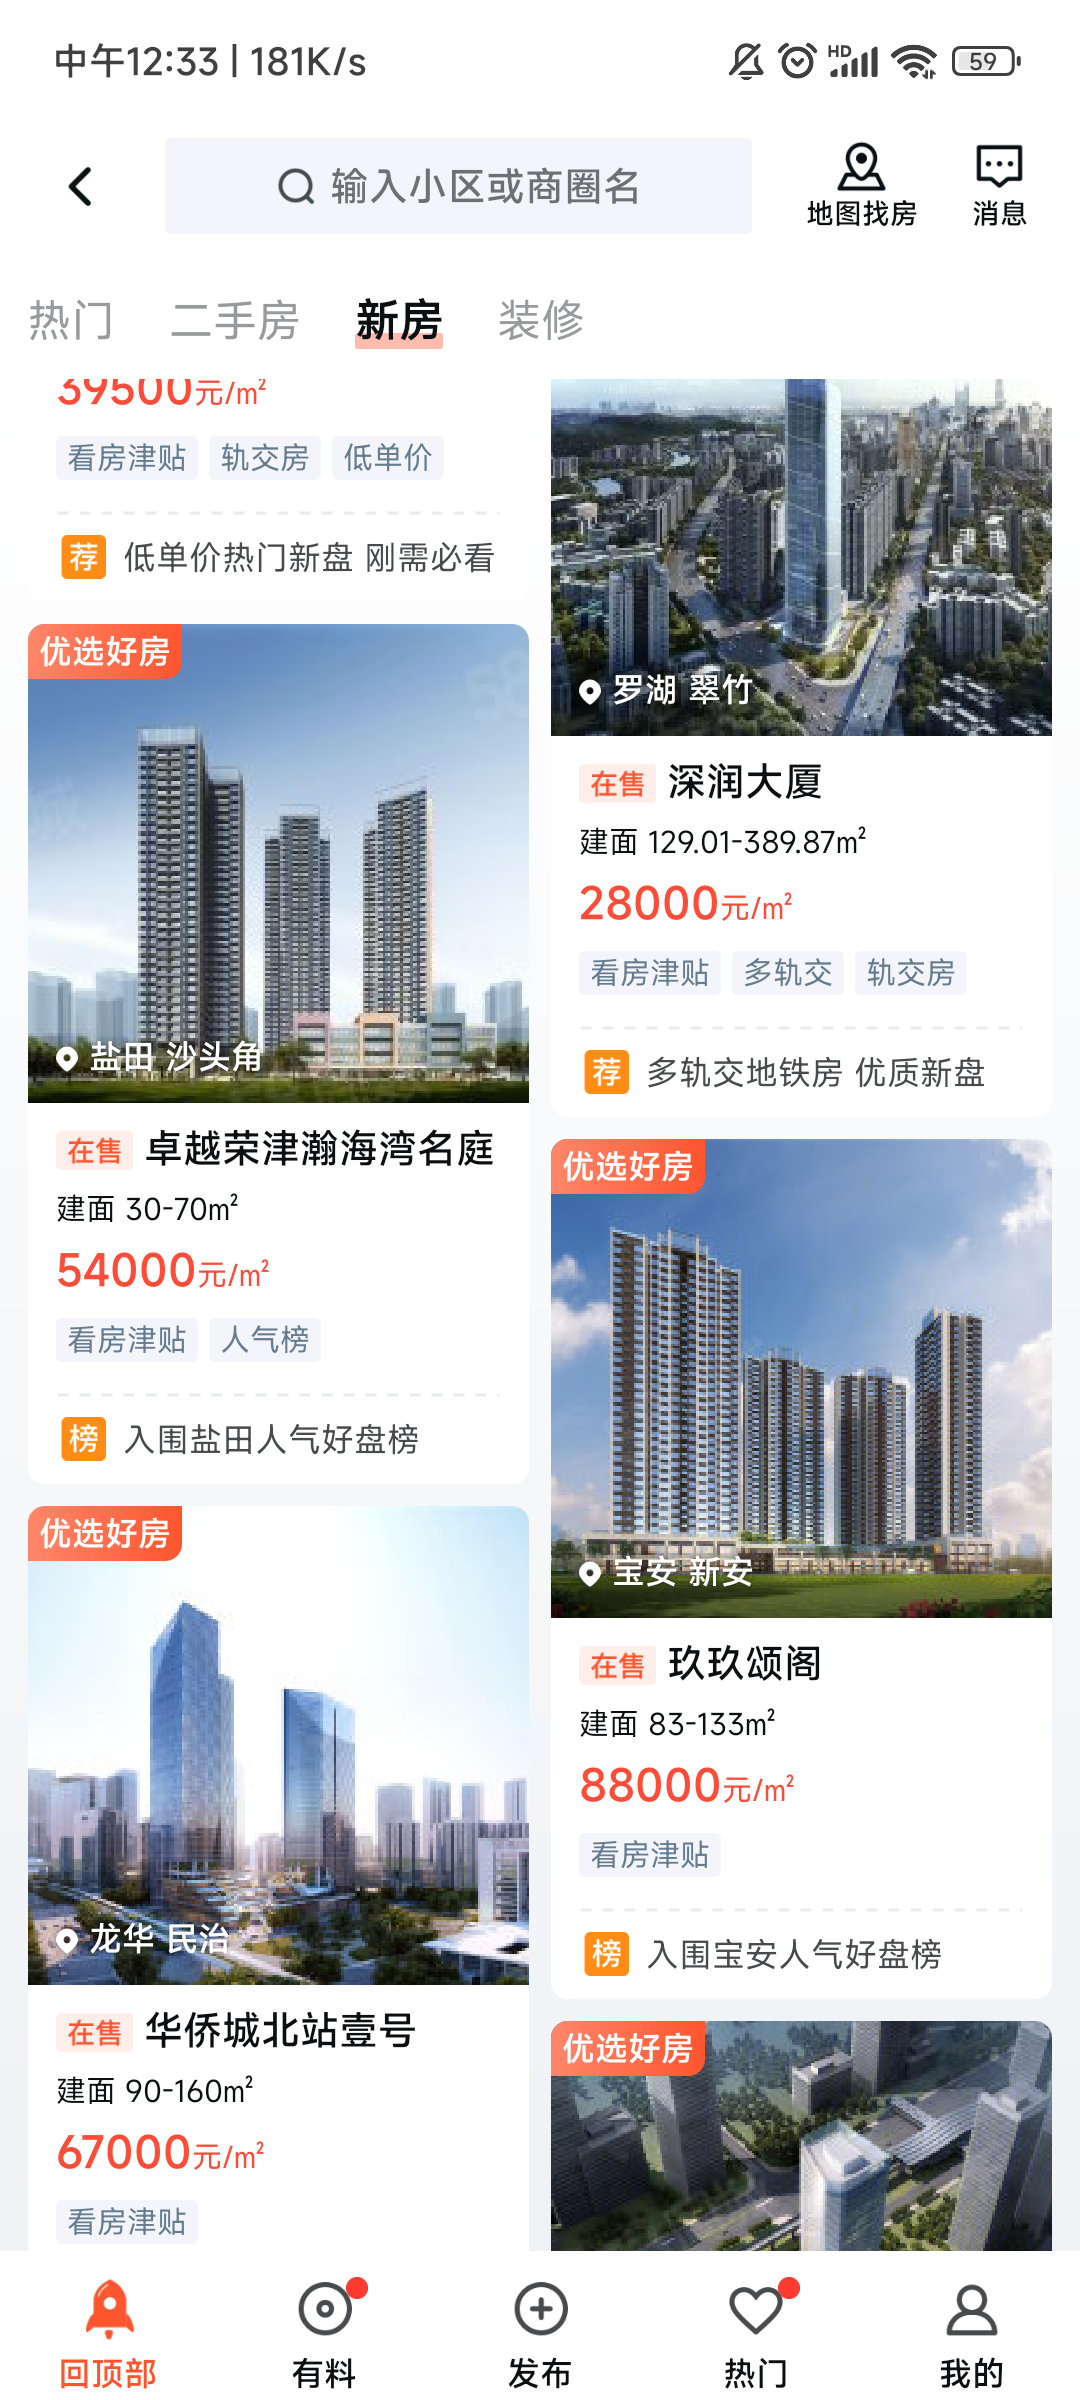 中午12:33 | 181K/s
HD
59
输入小区或商圈名
地图找房
消息
热门
二手房
新房
装修
39500元/m²
看房津贴
轨交房
低单价
荐 低单价热门新盘 刚需必看
优选好房
盐田 沙头角
在售 卓越荣津瀚海湾名庭
建面 30-70m²
54000元/m²
看房津贴
人气榜
榜 入围盐田人气好盘榜
优选好房
龙华 民治
在售 华侨城北站壹号
建面 90-160m²
67000元/m²
看房津贴
罗湖 翠竹
在售 深润大厦
建面 129.01-389.87m²
28000元/m²
看房津贴
多轨交
轨交房
荐 多轨交地铁房 优质新盘
优选好房
宝安 新安
在售 玖玖颂阁
建面 83-133m²
88000元/m²
看房津贴
榜 入围宝安人气好盘榜
优选好房
回顶部
有料
发布
热门
我的